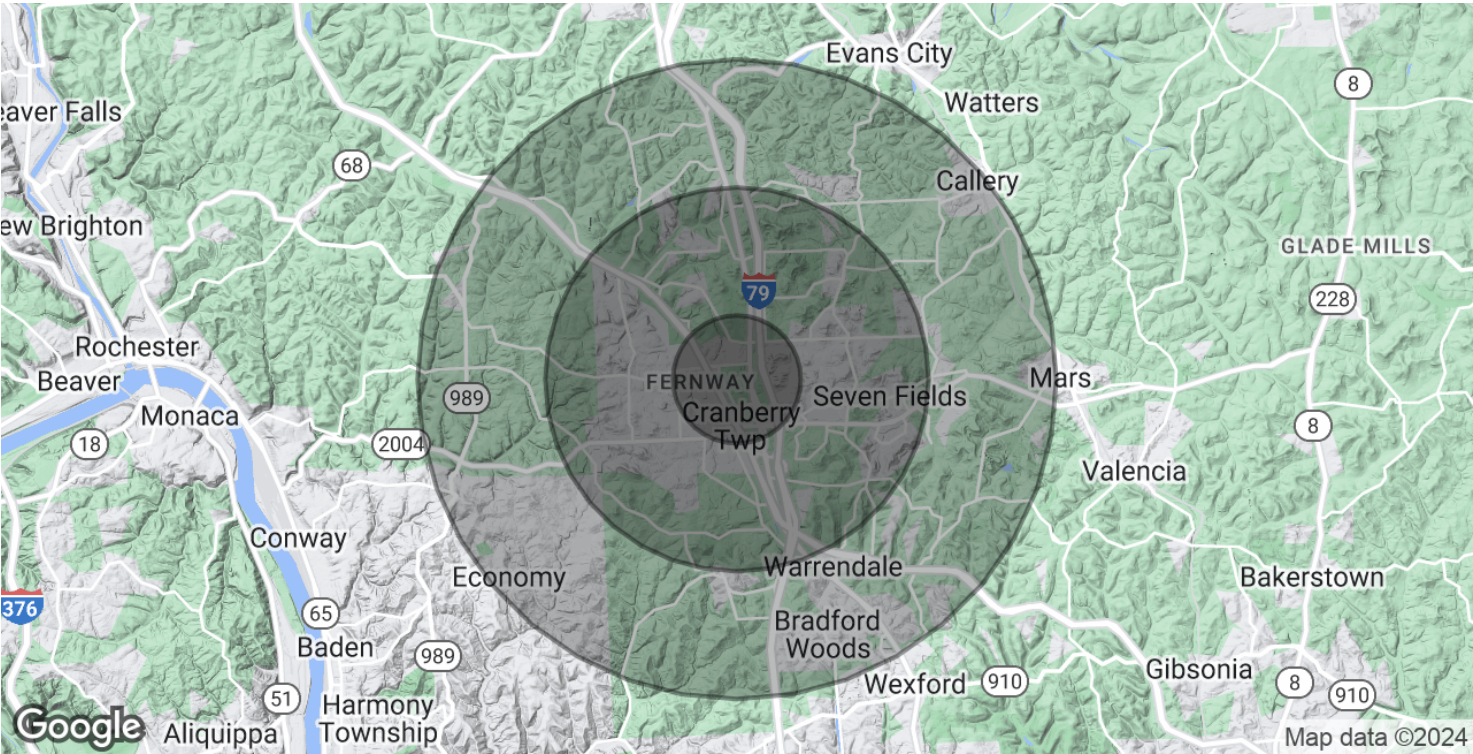 Evans City
8
Watters
eaver Falls
68
Callery
ew Brighton
GLADE MILLS
79
228
Rochester
Beaver
FERNWAY
Mars
989
Seven Fields
Monaca
Cranberry
Twp
8
18
2004
Valencia
Conway
Warrendale
Economy
Bakerstown
376
65
Bradford
Woods
Baden
989
Gibsonia
Wexford
910
8
910
51
Harmony
Township
Google
Aliquippa
Map data ©2024